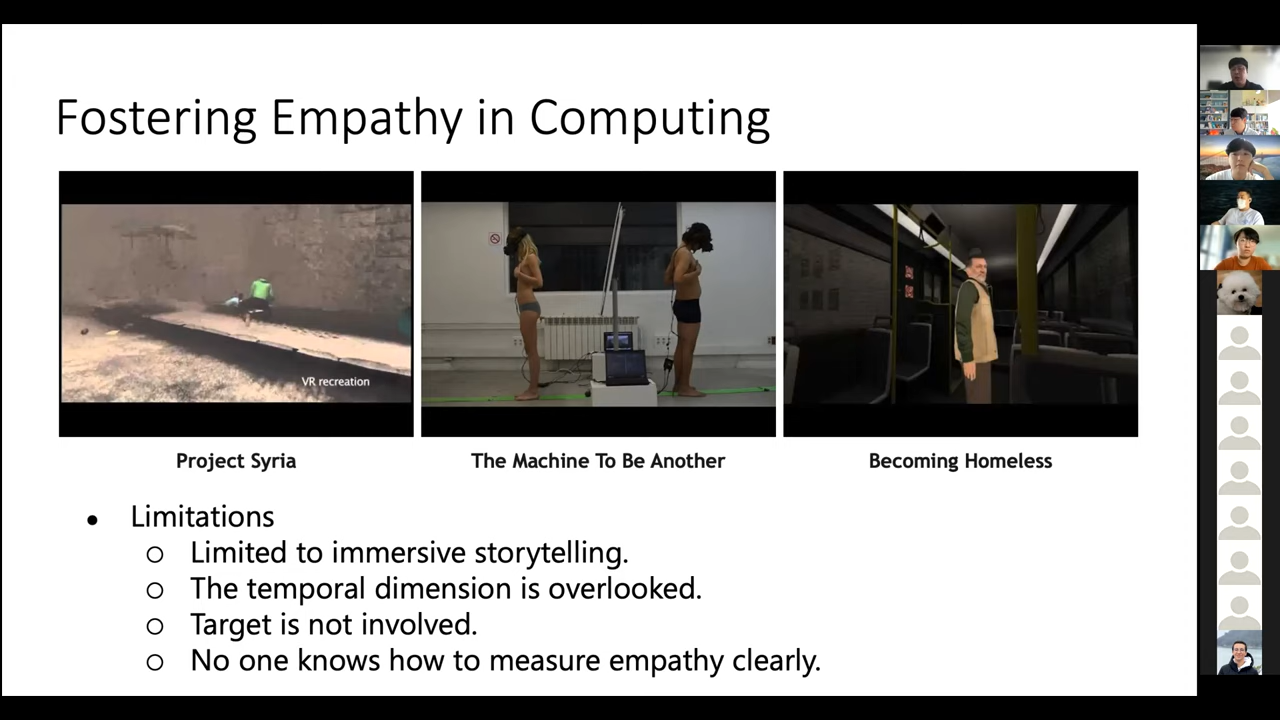 Fostering Empathy in Computing
VR recreation
Project Syria
The Machine To Be Another
Becoming Homeless
• Limitations
○ Limited to immersive storytelling.
○ The temporal dimension is overlooked.
○ Target is not involved.
○ No one knows how to measure empathy clearly.